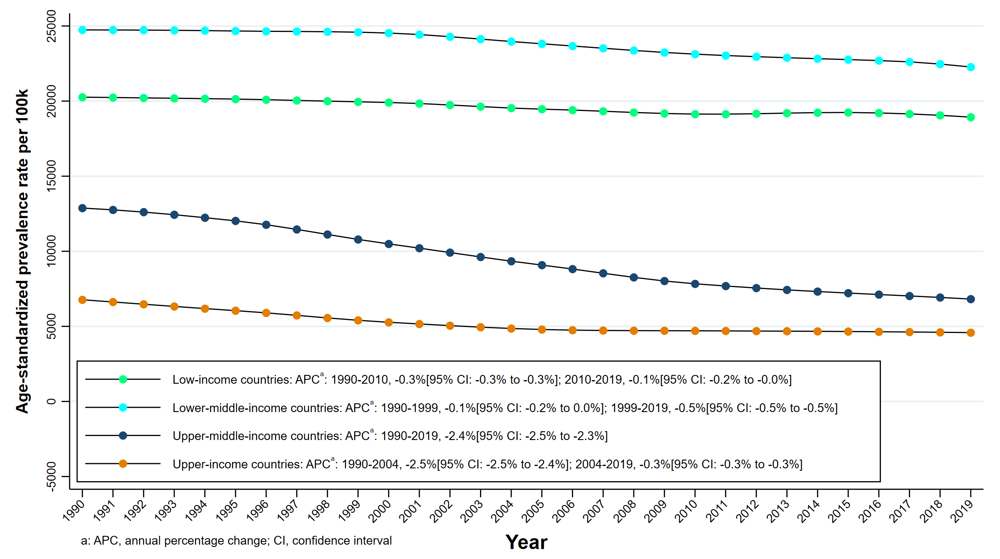 Age-standardized prevalence rate per 100k
25000
20000
15000
10000
5000
0
-5000
Low-income countries: APCᵃ: 1990-2010, -0.3%[95% CI: -0.3% to -0.3%]; 2010-2019, -0.1%[95% CI: -0.2% to -0.0%]
Lower-middle-income countries: APCᵃ: 1990-1999, -0.1%[95% CI: -0.2% to 0.0%]; 1999-2019, -0.5%[95% CI: -0.5% to -0.5%]
Upper-middle-income countries: APCᵃ: 1990-2019, -2.4%[95% CI: -2.5% to -2.3%]
Upper-income countries: APCᵃ: 1990-2004, -2.5%[95% CI: -2.5% to -2.4%]; 2004-2019, -0.3%[95% CI: -0.3% to -0.3%]
1990 1991 1992 1993 1994 1995 1996 1997 1998 1999 2000 2001 2002 2003 2004 2005 2006 2007 2008 2009 2010 2011 2012 2013 2014 2015 2016 2017 2018 2019
Year
a: APC, annual percentage change; CI, confidence interval